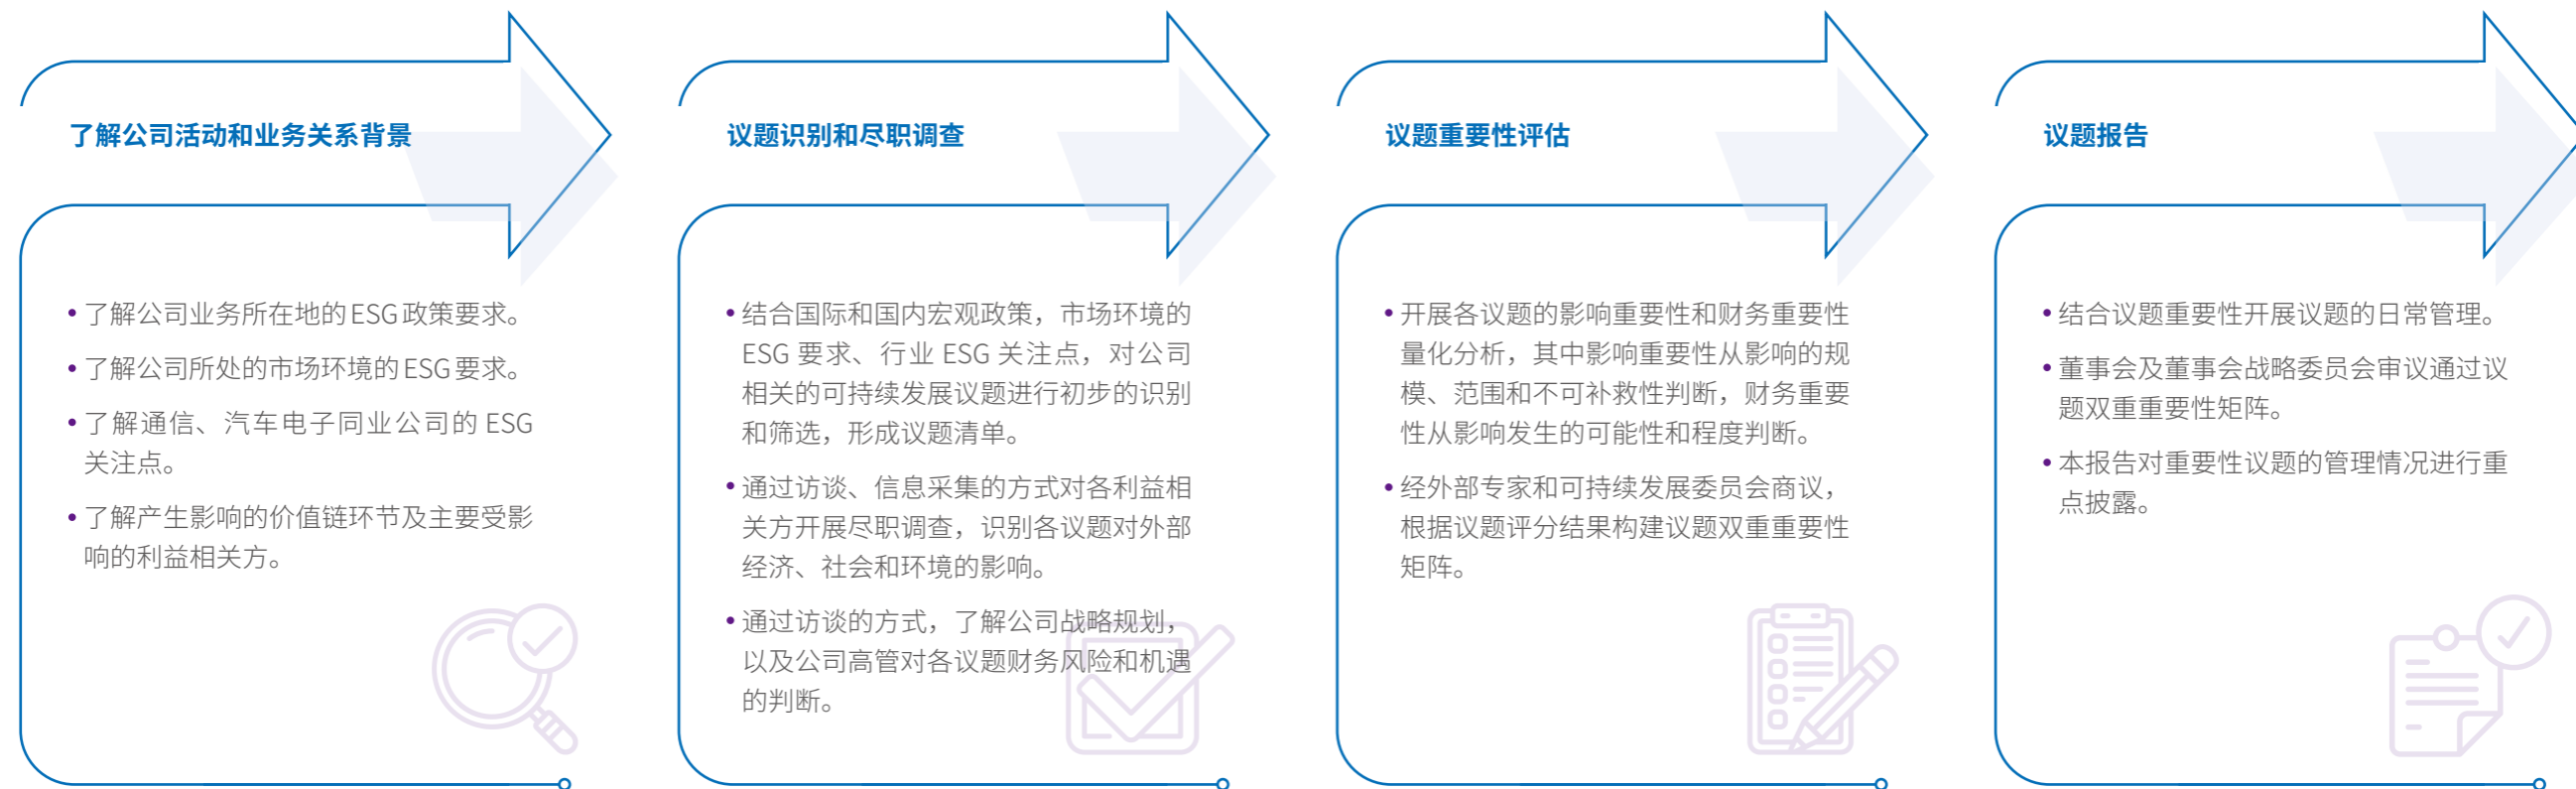 了解公司活动和业务关系背景
• 了解公司业务所在地的 ESG 政策要求。
• 了解公司所处的市场环境的 ESG 要求。
• 了解通信、汽车电子同业公司的 ESG
关注点。
• 了解产生影响的价值链环节及主要受影
响的利益相关方。
议题识别和尽职调查
• 结合国际和国内宏观政策，市场环境的
ESG 要求、行业 ESG 关注点，对公司
相关的可持续发展议题进行初步的识别
和筛选，形成议题清单。
• 通过访谈、信息采集的方式对各利益相
关方开展尽职调查，识别各议题对外部
经济、社会和环境的影响。
• 通过访谈的方式，了解公司战略规划，
以及公司高管对各议题财务风险和机遇
的判断。
议题重要性评估
• 开展各议题的影响重要性和财务重要性
量化分析，其中影响重要性从影响的规
模、范围和不可补救性判断，财务重要
性从影响发生的可能性和程度判断。
• 经外部专家和可持续发展委员会商议，
根据议题评分结果构建议题双重重要性
矩阵。
议题报告
• 结合议题重要性开展议题的日常管理。
• 董事会及董事会战略委员会审议通过议
题双重重要性矩阵。
• 本报告对重要性议题的管理情况进行重
点披露。